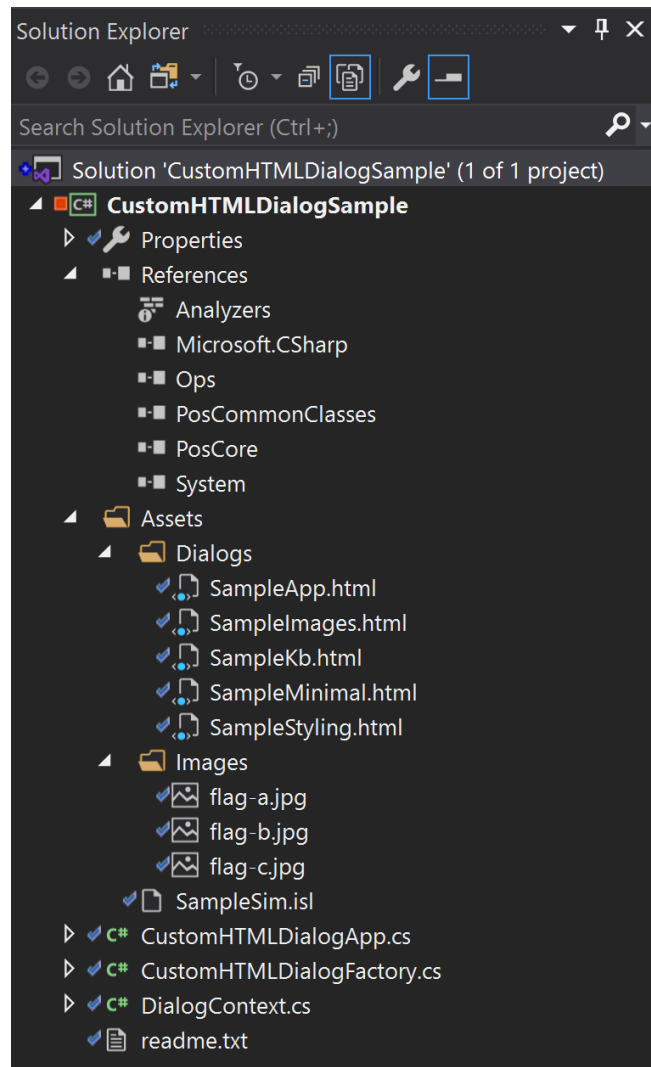 Solution Explorer
Search Solution Explorer (Ctrl+;)
Solution 'CustomHTMLDialogSample' (1 of 1 project)
C# CustomHTMLDialogSample
Properties
References
Analyzers
Microsoft.CSharp
Ops
PosCommonClasses
PosCore
System
Assets
Dialogs
SampleApp.html
SampleImages.html
SampleKb.html
SampleMinimal.html
SampleStyling.html
Images
flag-a.jpg
flag-b.jpg
flag-c.jpg
SampleSim.isl
C# CustomHTMLDialogApp.cs
C# CustomHTMLDialogFactory.cs
C# DialogContext.cs
readme.txt